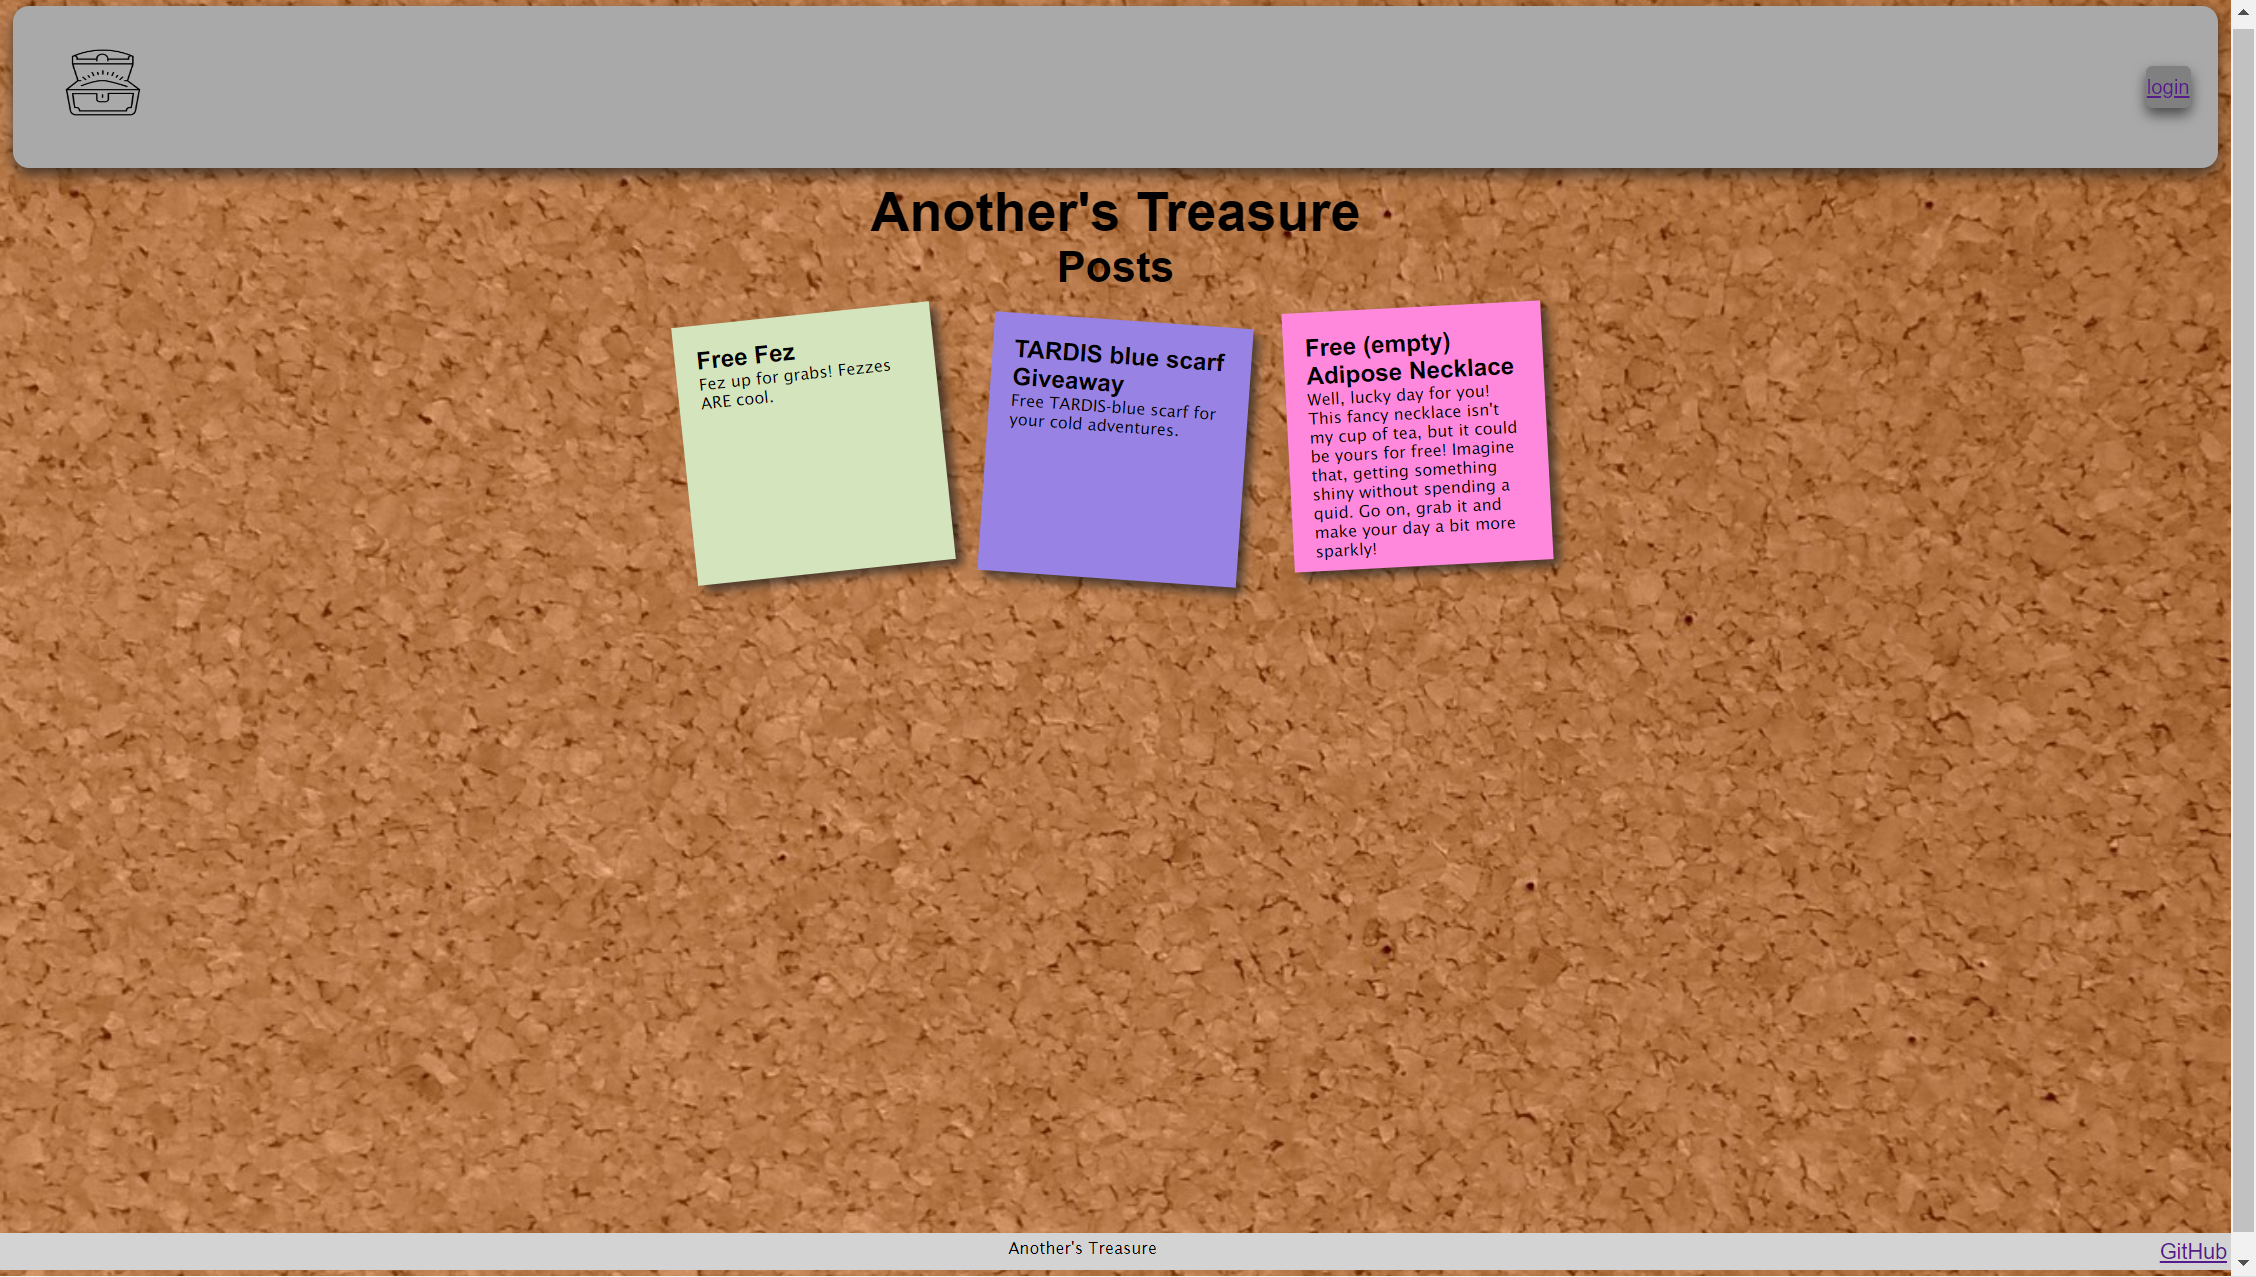 login
Another's Treasure
Posts
Free Fez
Fez up for grabs! Fezzes
ARE cool.
TARDIS blue scarf
Giveaway
Free TARDIS-blue scarf for
your cold adventures.
Free (empty)
Adipose Necklace
Well, lucky day for you!
This fancy necklace isn't
my cup of tea, but it could
be yours for free! Imagine
that, getting something
shiny without spending a
quid. Go on, grab it and
make your day a bit more
sparkly!
Another's Treasure
GitHub